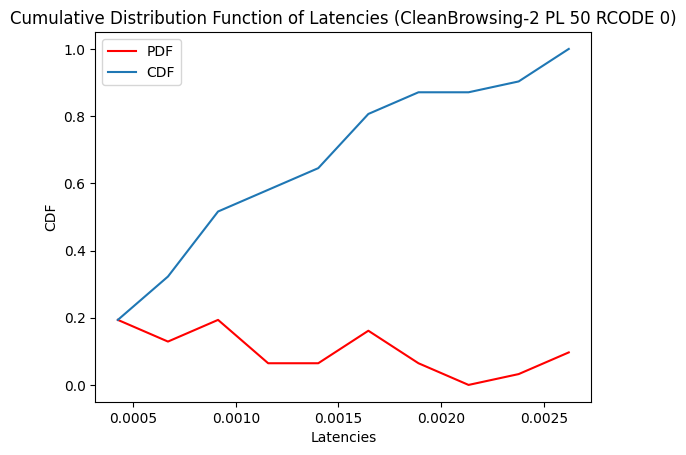 Cumulative Distribution Function of Latencies (CleanBrowsing-2 PL 50 RCODE 0)
PDF
CDF
1.0
0.8
0.6
0.4
0.2
0.0
CDF
0.0005 0.0010 0.0015 0.0020 0.0025
Latencies